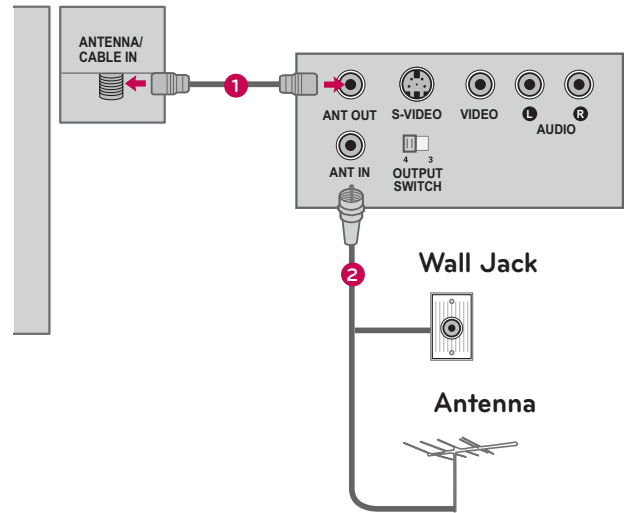 ANTENNA/
CABLE IN
1
ANT OUT
S-VIDEO
VIDEO
L
R
AUDIO
ANT IN
4 3
OUTPUT
SWITCH
2
Wall Jack
Antenna